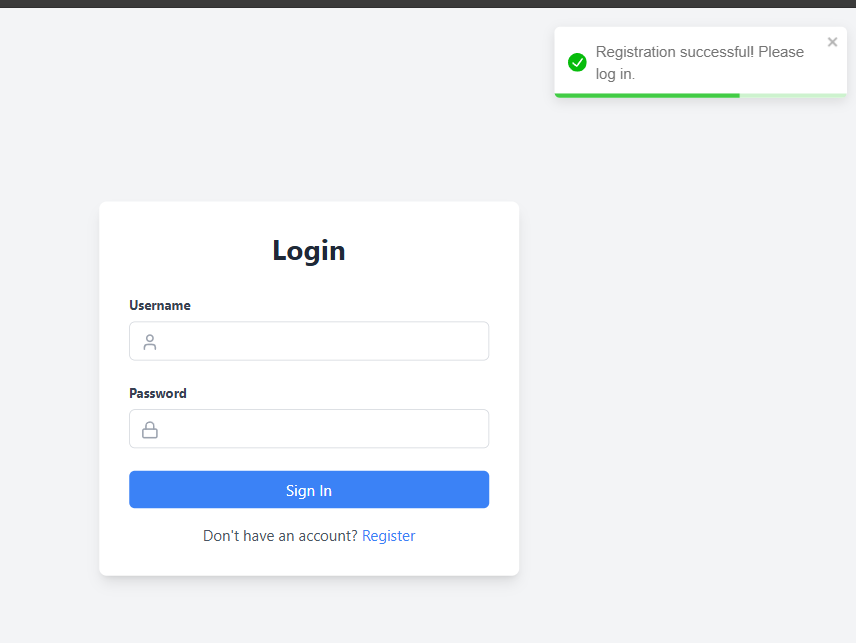 Registration successful! Please
log in.
Login
Username
Password
Sign In
Don't have an account? Register